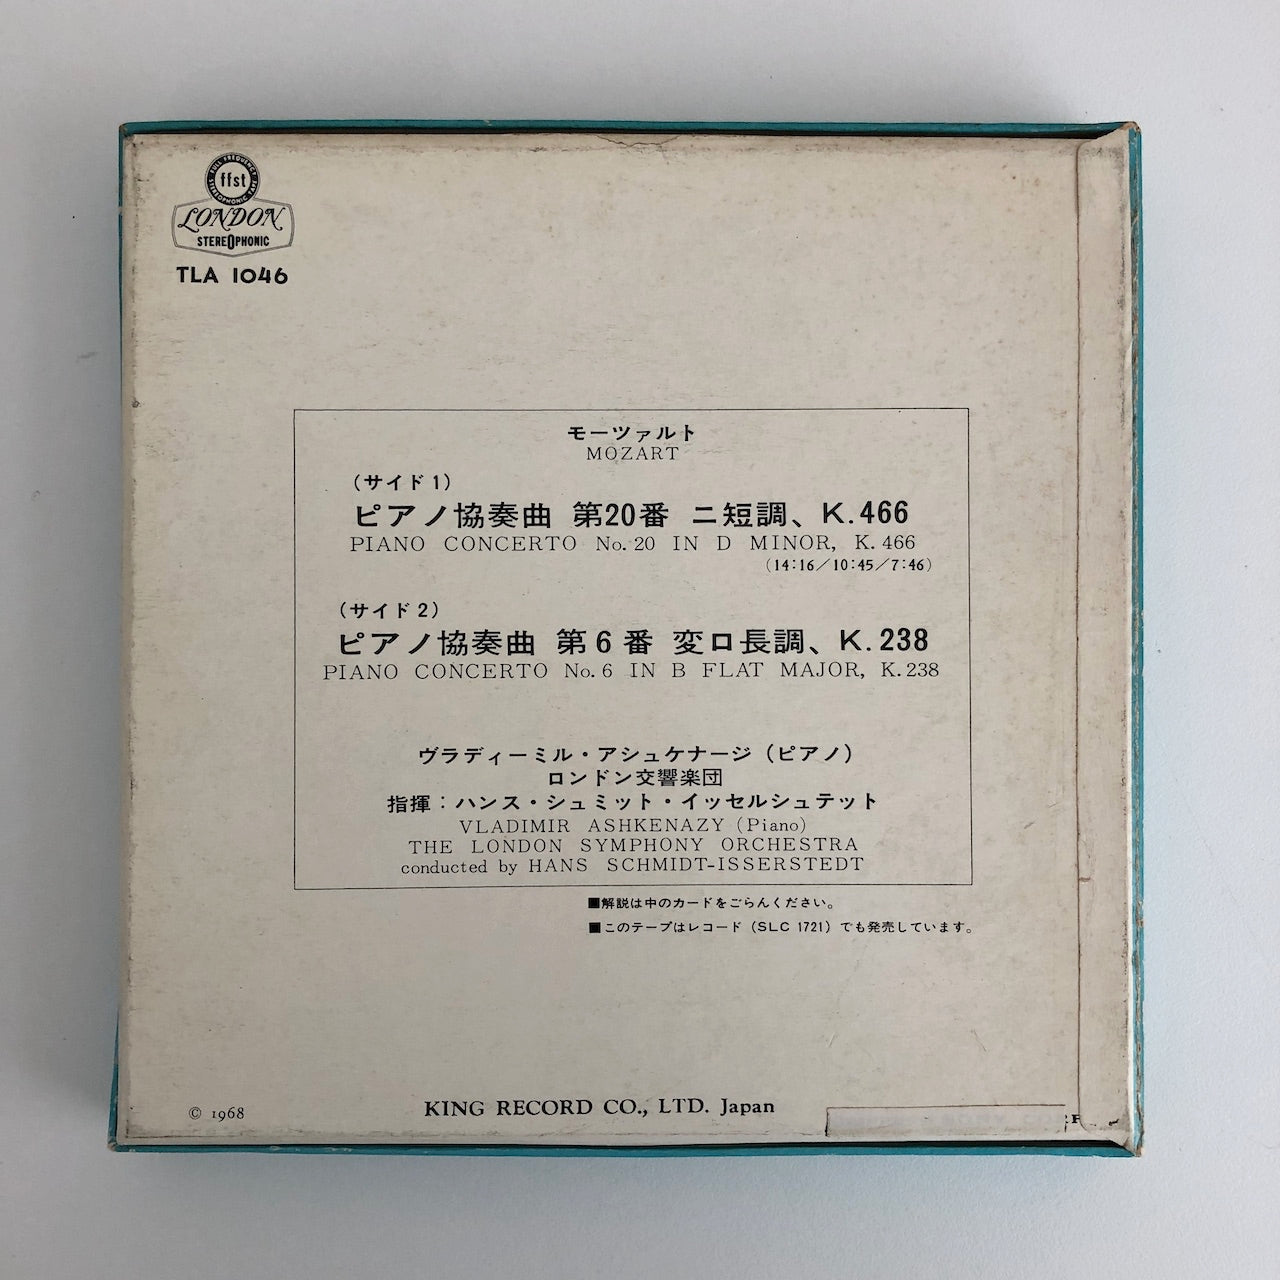 FULL FREQUENCY
ffst
STEREOPHONIC TAPE
LONDON
STEREOPHONIC
TLA 1046
モーツァルト
MOZART
(サイド1)
ピアノ協奏曲 第20番 ニ短調、K.466
PIANO CONCERTO No.20 IN D MINOR, K.466
(14:16/10:45/7:46)
(サイド2)
ピアノ協奏曲 第6番 変ロ長調、K.238
PIANO CONCERTO No.6 IN B FLAT MAJOR, K.238
ヴラディーミル・アシュケナージ(ピアノ)
ロンドン交響楽団
指揮:ハンス・シュミット・イッセルシュテット
VLADIMIR ASHKENAZY (Piano)
THE LONDON SYMPHONY ORCHESTRA
conducted by HANS SCHMIDT-ISSERSTEDT
■解説は中のカードをごらんください。
■このテープはレコード(SLC 1721)でも発売しています。
© 1968
KING RECORD CO., LTD. Japan